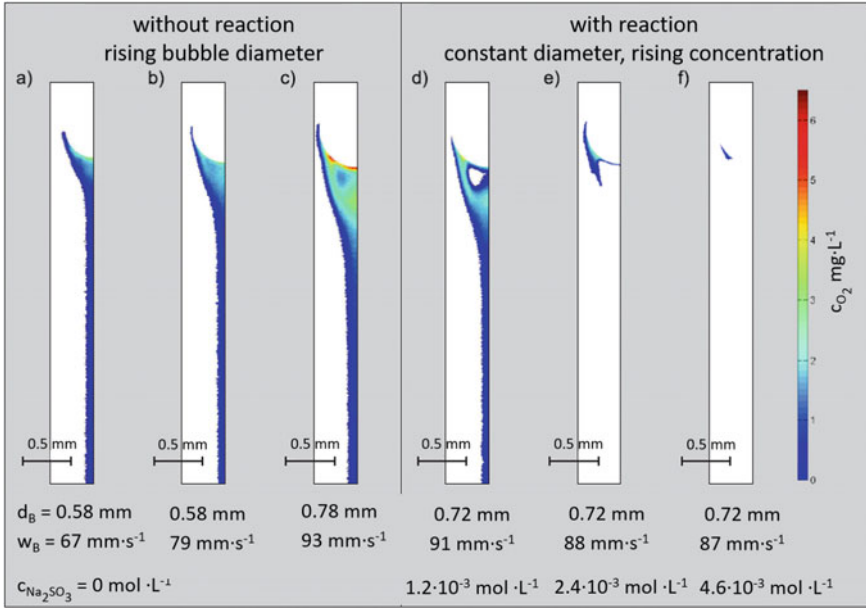 without reaction
rising bubble diameter
with reaction
constant diameter, rising concentration
a)
b)
c)
d)
e)
f)
6
5
4
3
2
1
0
c_O₂ mg·L⁻¹
0.5 mm
0.5 mm
0.5 mm
0.5 mm
0.5 mm
0.5 mm
d_B = 0.58 mm 0.58 mm 0.78 mm 0.72 mm 0.72 mm 0.72 mm
w_B = 67 mm·s⁻¹ 79 mm·s⁻¹ 93 mm·s⁻¹ 91 mm·s⁻¹ 88 mm·s⁻¹ 87 mm·s⁻¹
c_Na₂SO₃ = 0 mol ·L⁻¹ 1.2·10⁻³ mol ·L⁻¹ 2.4·10⁻³ mol ·L⁻¹ 4.6·10⁻³ mol ·L⁻¹